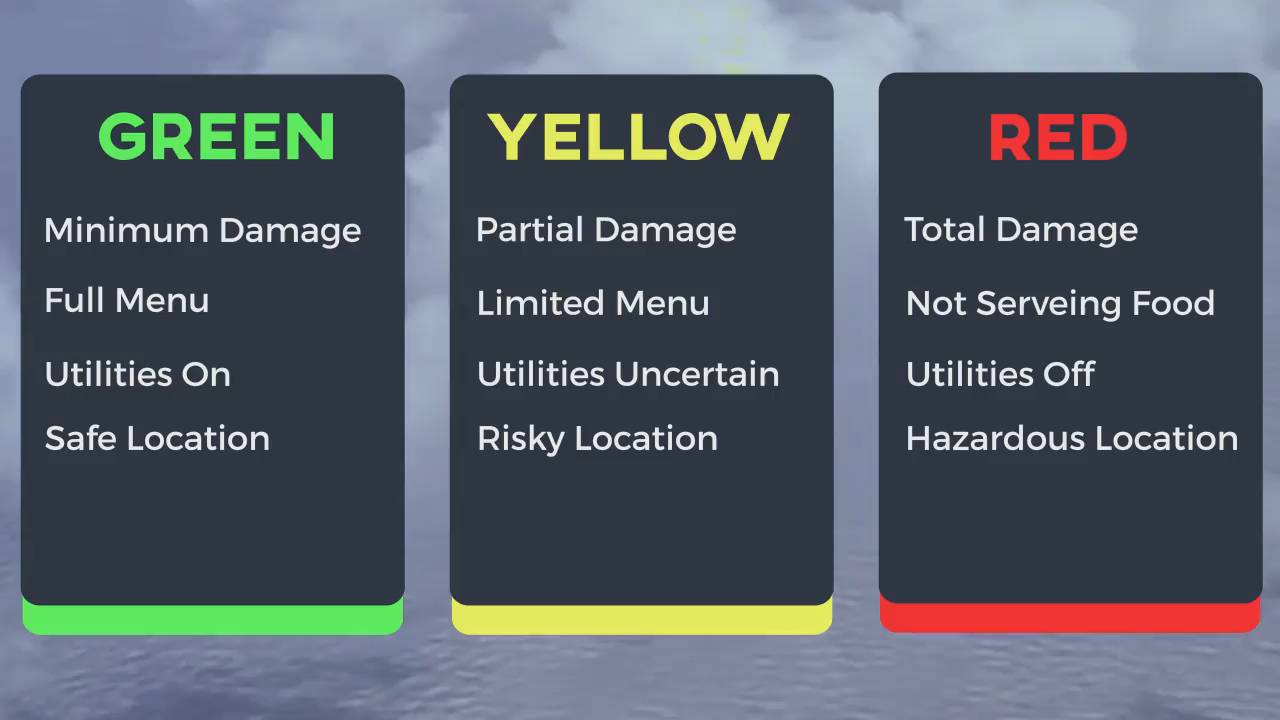 GREEN
Minimum Damage
Full Menu
Utilities On
Safe Location
YELLOW
Partial Damage
Limited Menu
Utilities Uncertain
Risky Location
RED
Total Damage
Not Serveing Food
Utilities Off
Hazardous Location